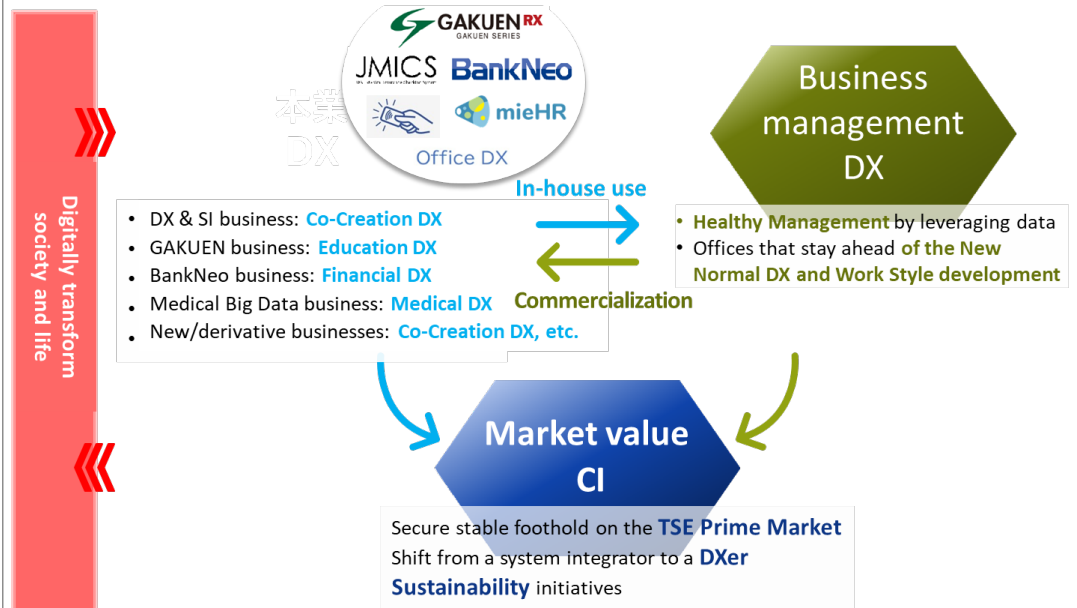 GAKUEN RX
GAKUEN SERIES
JMICS
BankNeo
mieHR
Office DX
本業
DX
Business
management
DX
Digitally transform
society and life
In-house use
Commercialization
• DX & SI business: Co-Creation DX
• GAKUEN business: Education DX
• BankNeo business: Financial DX
• Medical Big Data business: Medical DX
• New/derivative businesses: Co-Creation DX, etc.
• Healthy Management by leveraging data
• Offices that stay ahead of the New
Normal DX and Work Style development
Market value
CI
Secure stable foothold on the TSE Prime Market
Shift from a system integrator to a DXer
Sustainability initiatives